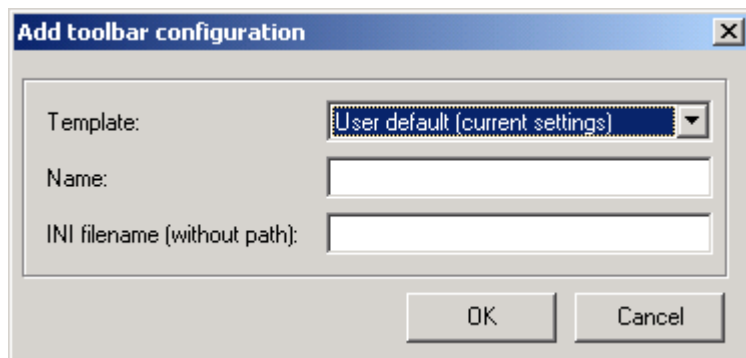 Add toolbar configuration
Template: User default (current settings)
Name:
INI filename (without path):
OK Cancel